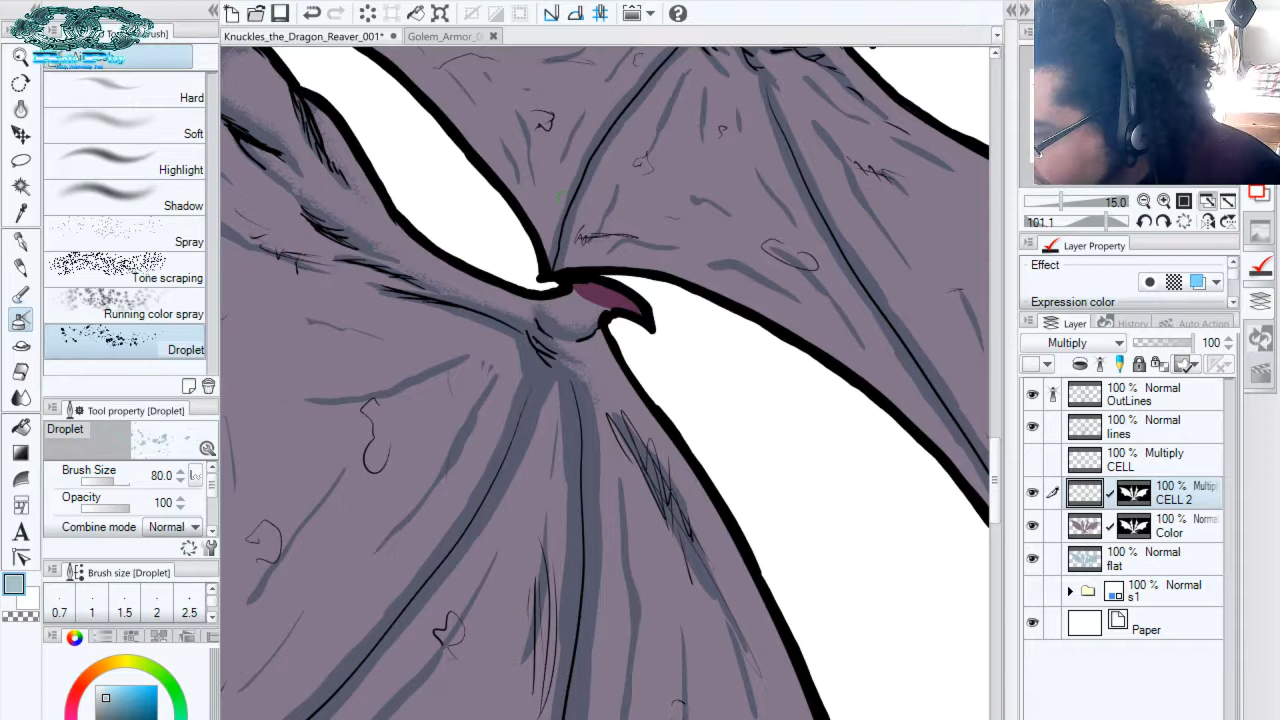 Knuckles_the_Dragon_Reaver_001*
Golem_Armor_0
Hard
Soft
Highlight
Shadow
Spray
Tone scraping
Running color spray
Droplet
Tool property [Droplet]
Droplet
Brush Size
80.0
Opacity
100
Combine mode
Normal
Brush size [Droplet]
0.7
1
1.5
2
2.5
15.0
101.1
Layer Property
Effect
Expression color
Layer
History
Auto Action
Multiply
100
100 % Normal
OutLines
100 % Normal
lines
100 % Multiply
CELL
100 % Multip
CELL 2
100 % Norma
Color
100 % Normal
flat
100 % Normal
s1
Paper